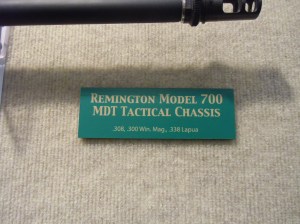 REMINGTON MODEL 700
MDT TACTICAL CHASSIS
.308, .300 Win. Mag., .338 Lapua